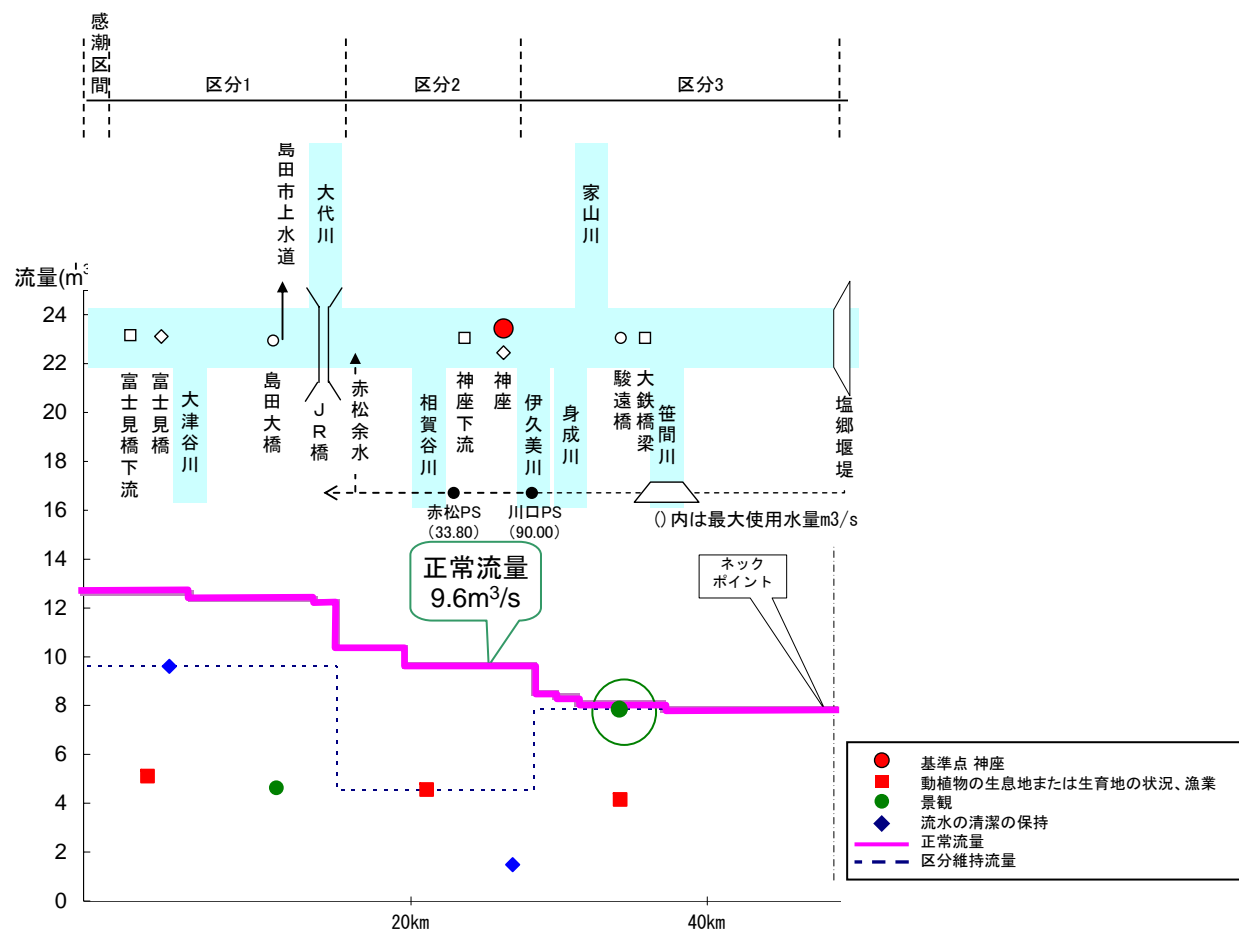 感潮区間
区分1
区分2
区分3
島田市上水道
大代川
家山川
流量(m3
24
22
20
18
16
14
12
10
8
6
4
2
0
富士見橋下流
富士見橋
大津谷川
島田大橋
JR橋
赤松余水
相賀谷川
神座下流
神座
伊久美川
身成川
駿遠橋
大鉄橋梁
笹間川
塩郷堰堤
赤松PS
(33.80)
川口PS
(90.00)
()内は最大使用水量m3/s
正常流量
9.6m³/s
ネック
ポイント
基準点 神座
動植物の生息地または生育地の状況、漁業
景観
流水の清潔の保持
正常流量
区分維持流量
20km
40km